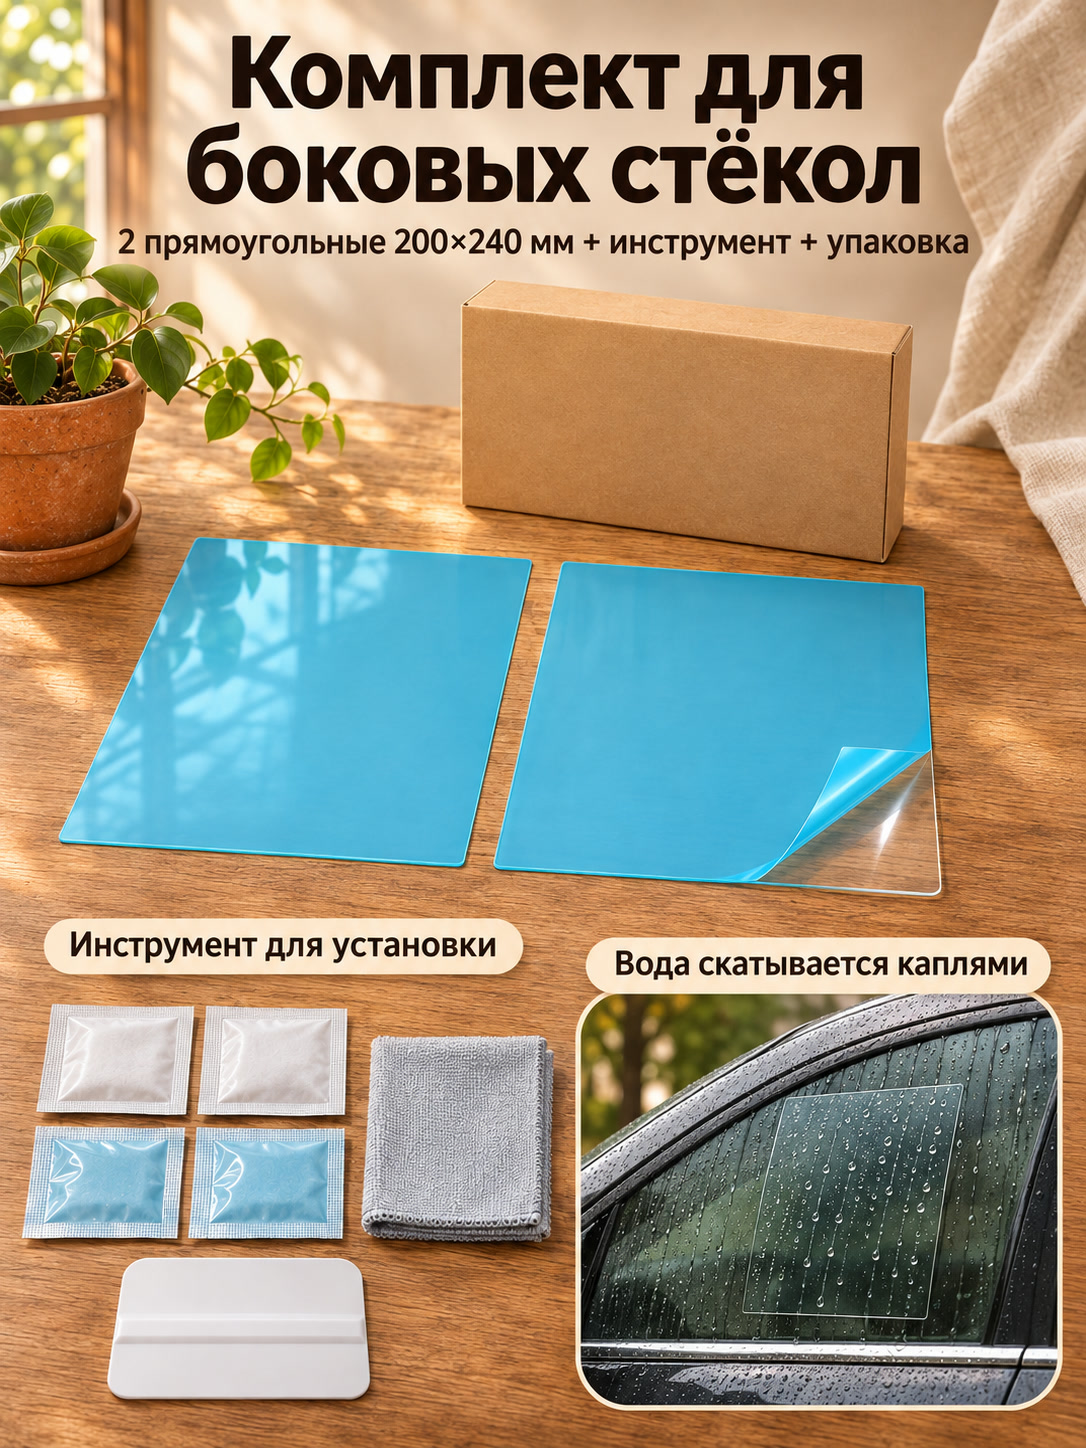 Комплект для
боковых стёкол
2 прямоугольные 200×240 мм + инструмент + упаковка
Инструмент для установки
Вода скатывается каплями